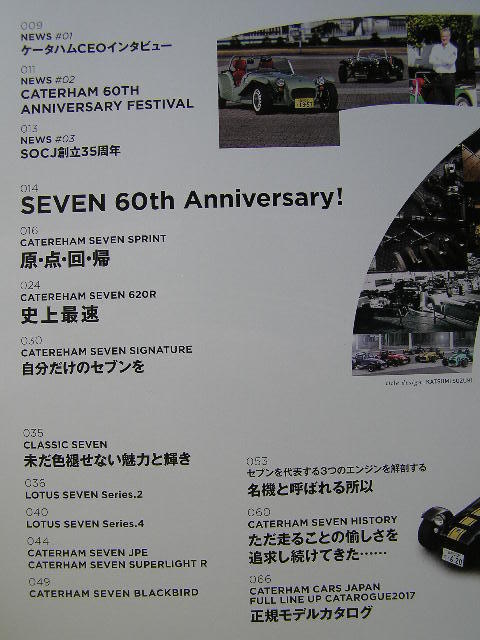 009
NEWS #01
ケータハムCEOインタビュー
011
NEWS #02
CATERHAM 60TH
ANNIVERSARY FESTIVAL
013
NEWS #03
SOCJ創立35周年
014
SEVEN 60th Anniversary!
016
CATEREHAM SEVEN SPRINT
原・点・回・帰
024
CATEREHAM SEVEN 620R
史上最速
030
CATEREHAM SEVEN SIGNATURE
自分だけのセブンを
KATSUMI SUZUKI
035
CLASSIC SEVEN
未だ色褪せない魅力と輝き
036
LOTUS SEVEN Series.2
040
LOTUS SEVEN Series.4
044
CATERHAM SEVEN JPE
CATERHAM SEVEN SUPERLIGHT R
049
CATERHAM SEVEN BLACKBIRD
053
セブンを代表する3つのエンジンを解剖する
名機と呼ばれる所以
060
CATERHAM SEVEN HISTORY
ただ走ることの愉しさを
追求し続けてきた……
066
CATERHAM CARS JAPAN
FULL LINE UP CATAROGUE2017
正規モデルカタログ